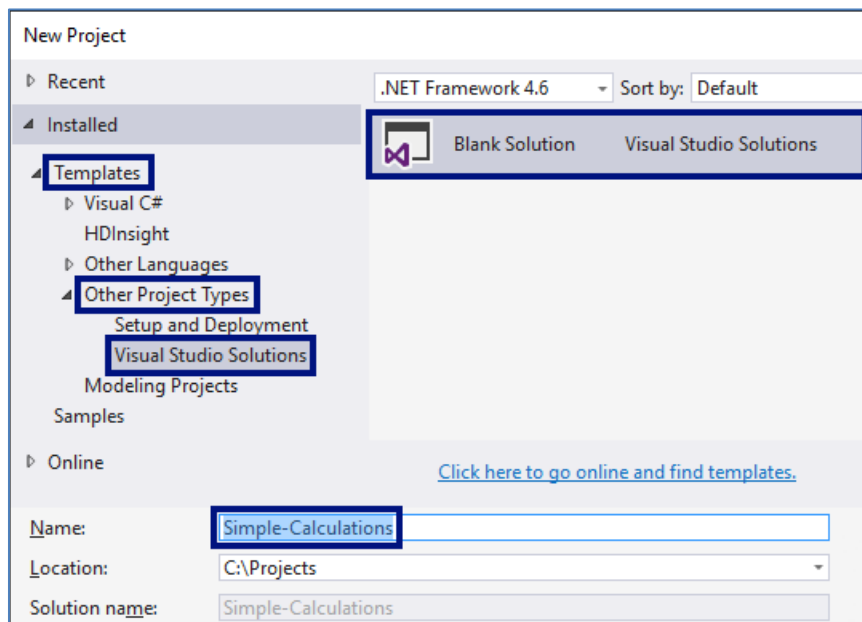 New Project
Recent
Installed
Templates
Visual C#
HDInsight
Other Languages
Other Project Types
Setup and Deployment
Visual Studio Solutions
Modeling Projects
Samples
Online
.NET Framework 4.6 Sort by: Default
Blank Solution Visual Studio Solutions
Click here to go online and find templates.
Name: Simple-Calculations
Location: C:\Projects
Solution name: Simple-Calculations